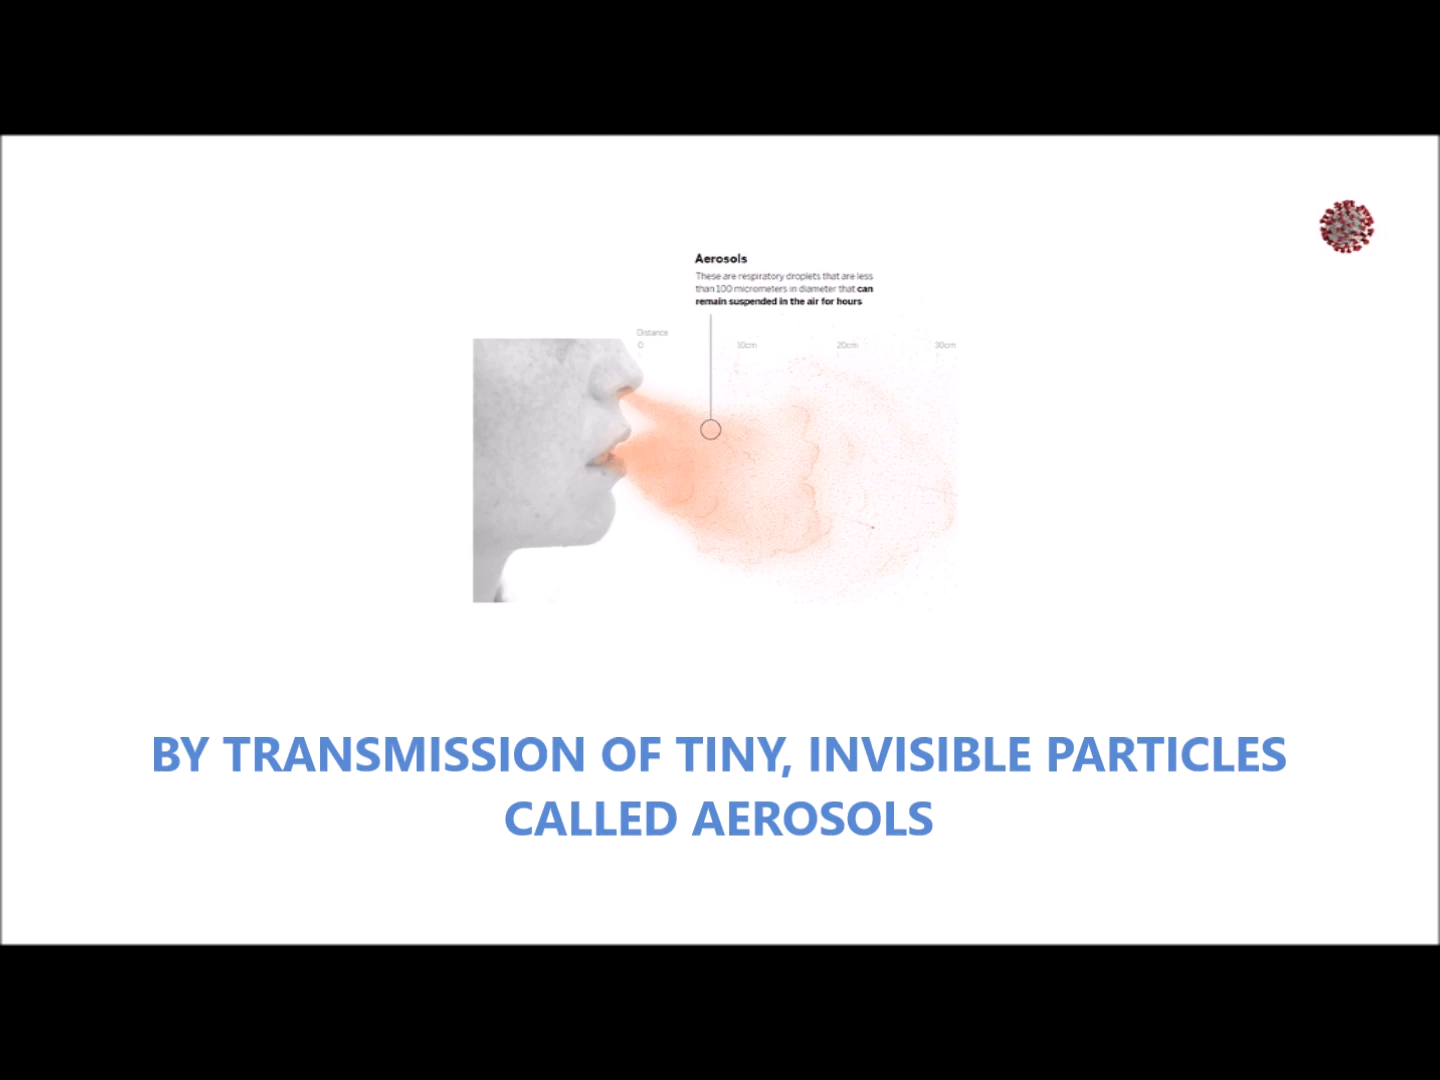 Aerosols
These are respiratory droplets that are less
than 100 micrometers in diameter that can
remain suspended in the air for hours
Distance
0 10cm 20cm 30cm
BY TRANSMISSION OF TINY, INVISIBLE PARTICLES
CALLED AEROSOLS